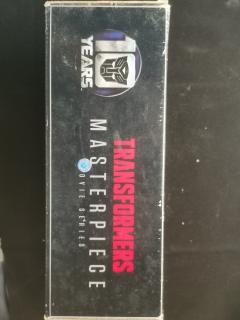 10
YEARS
TRANSFORMERS
MASTERPIECE
MOVIE SERIES